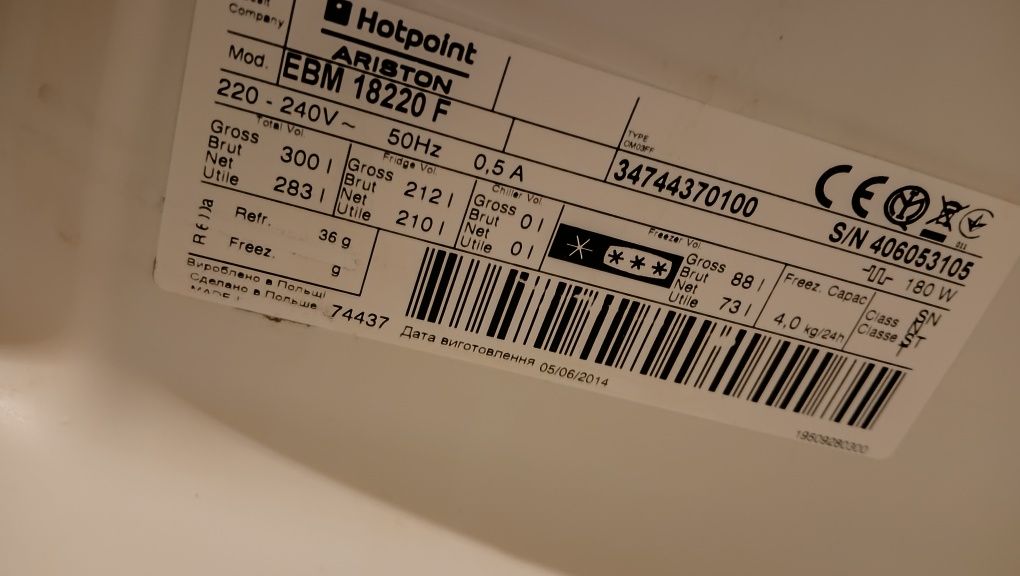 Company
Hotpoint
ARISTON
Mod. EBM 18220 F
220 - 240V ~ 50Hz 0,5 A
TYPE
OM03FF
34744370100
S/N 406053105
180 W
Total Vol.
Gross
Brut 300 l
Net
Utile 283 l
Fridge Vol.
Gross
Brut 212 l
Net
Utile 210 l
Chiller Vol.
Gross
Brut 0 l
Net
Utile 0 l
Freezer Vol.
Gross
Brut 88 l
Net
Utile 73 l
Freez. Capac
4,0 kg/24h
Class SN
Classe N
ST
Refr. 36 g
Freez. g
Вироблено в Польщі
Сделано в Польше
74437
Дата виготовлення 05/06/2014
19609280300